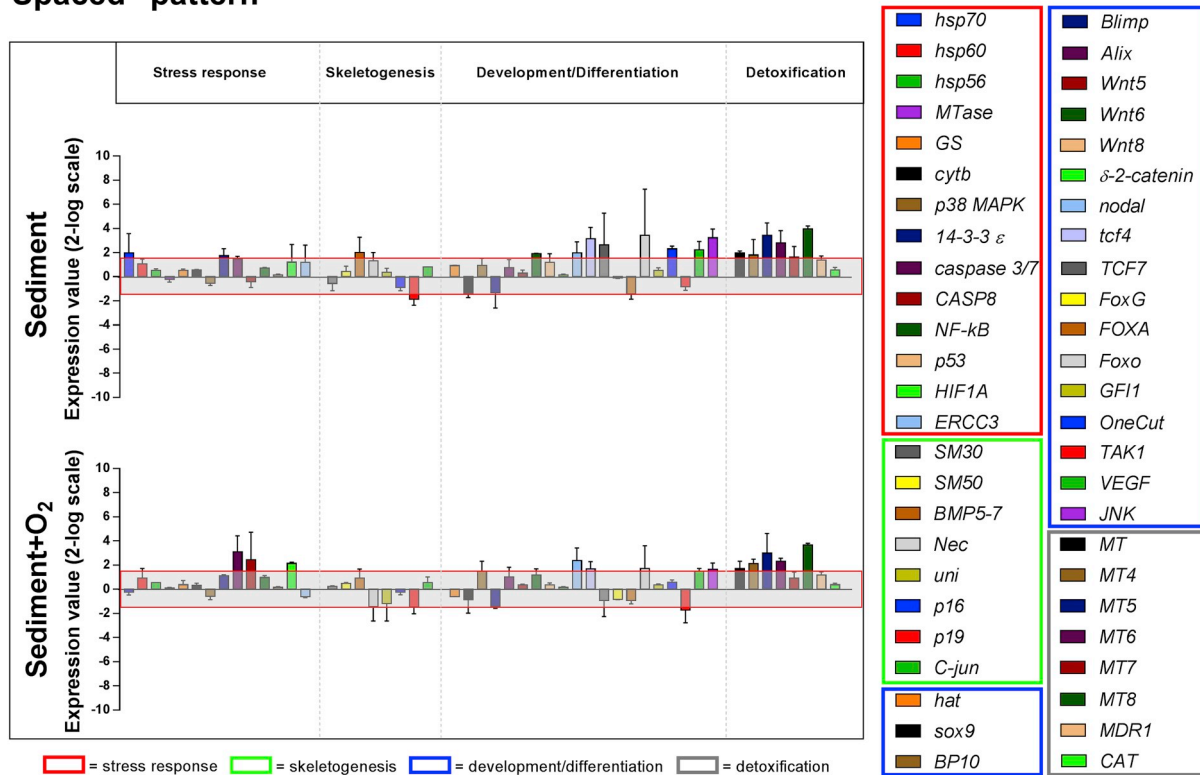 "Spaced" pattern
Stress response
Skeletogenesis
Development/Differentiation
Detoxification
Sediment
Expression value (2-log scale)
10
8
6
4
2
0
-2
-4
-6
-8
-10
Sediment+O2
Expression value (2-log scale)
10
8
6
4
2
0
-2
-4
-6
-8
-10
= stress response
= skeletogenesis
= development/differentiation
= detoxification
hsp70
hsp60
hsp56
MTase
GS
cytb
p38 MAPK
14-3-3 ε
caspase 3/7
CASP8
NF-kB
p53
HIF1A
ERCC3
SM30
SM50
BMP5-7
Nec
uni
p16
p19
C-jun
hat
sox9
BP10
Blimp
Alix
Wnt5
Wnt6
Wnt8
δ-2-catenin
nodal
tcf4
TCF7
FoxG
FOXA
Foxo
GFI1
OneCut
TAK1
VEGF
JNK
MT
MT4
MT5
MT6
MT7
MT8
MDR1
CAT